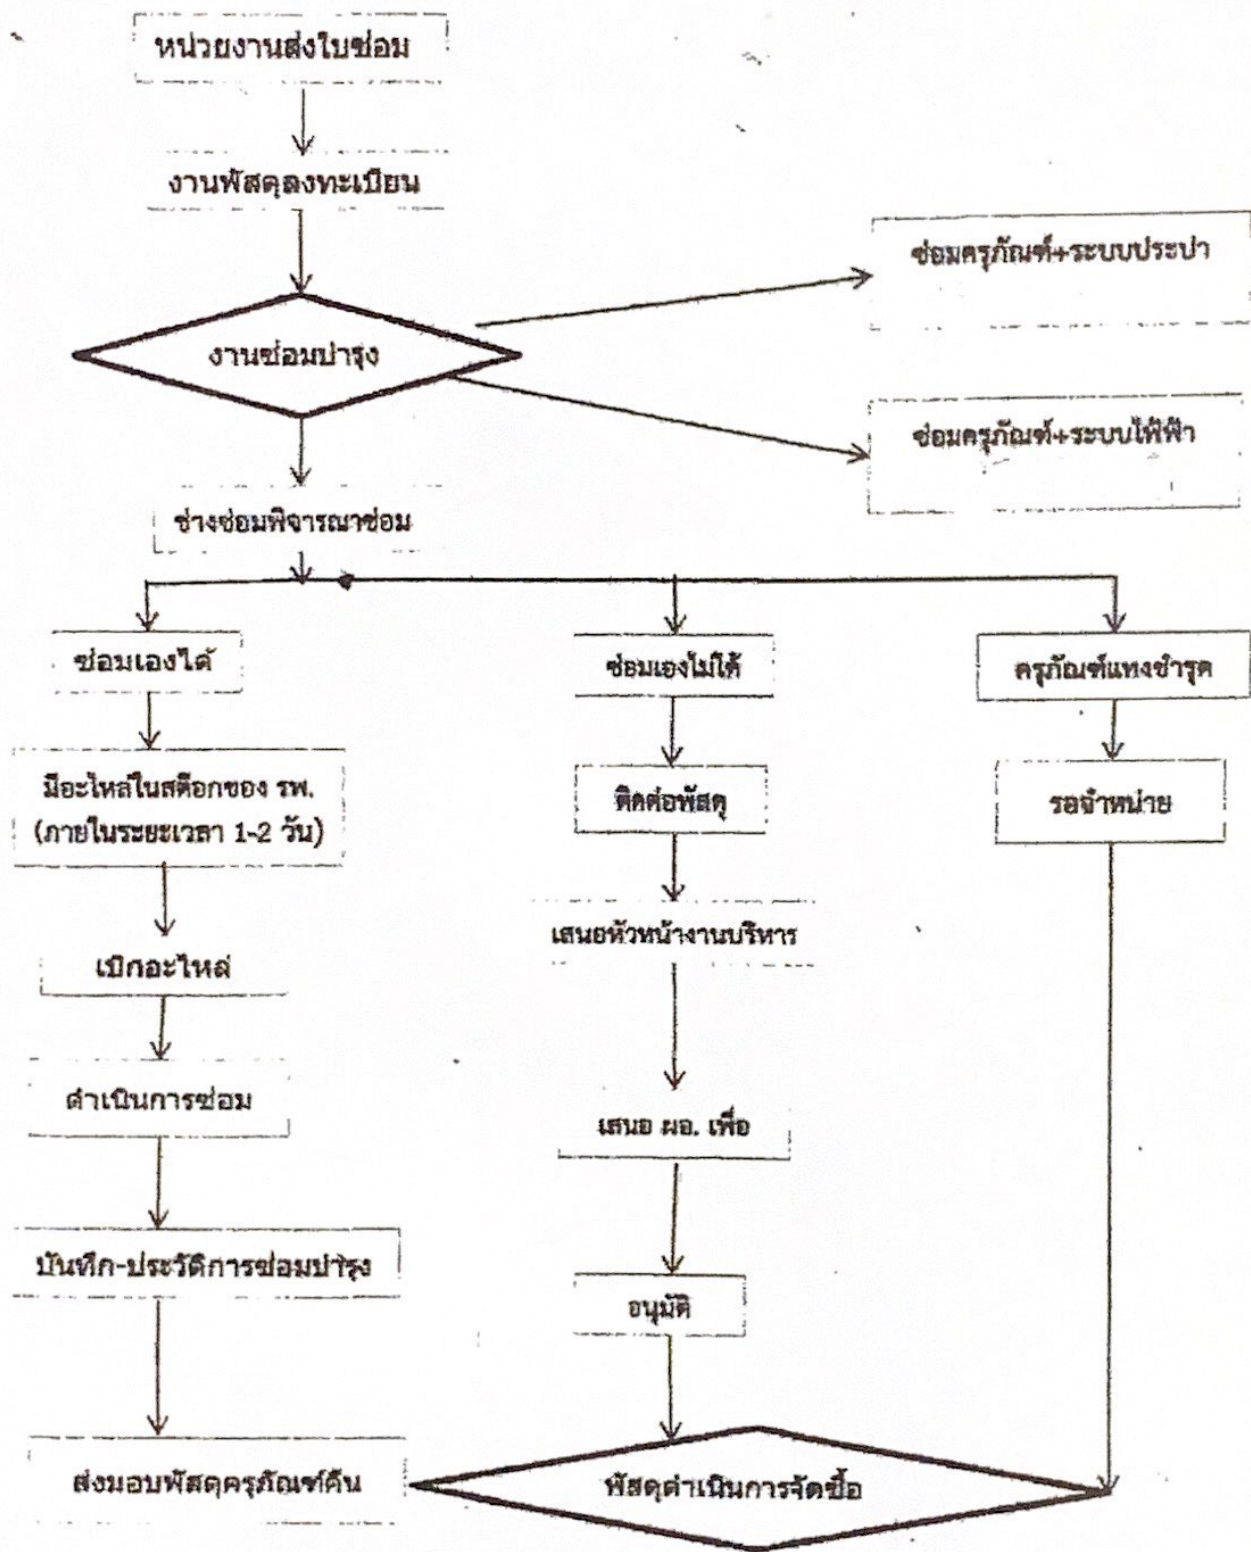 หน่วยงานส่งใบซ่อม
งานพัสดุลงทะเบียน
งานซ่อมบำรุง
ซ่อมครุภัณฑ์+ระบบประปา
ซ่อมครุภัณฑ์+ระบบไฟฟ้า
ช่างซ่อมพิจารณาซ่อม
ซ่อมเองได้
มีอะไหล่ในสต๊อกของ รพ.
(ภายในระยะเวลา 1-2 วัน)
เบิกอะไหล่
ดำเนินการซ่อม
บันทึก-ประวัติการซ่อมบำรุง
ส่งมอบพัสดุครุภัณฑ์คืน
ซ่อมเองไม่ได้
ติดต่อพัสดุ
เสนอหัวหน้างานบริหาร
เสนอ ผอ. เพื่อ
อนุมัติ
พัสดุดำเนินการจัดซื้อ
ครุภัณฑ์แทงชำรุด
รอจำหน่าย